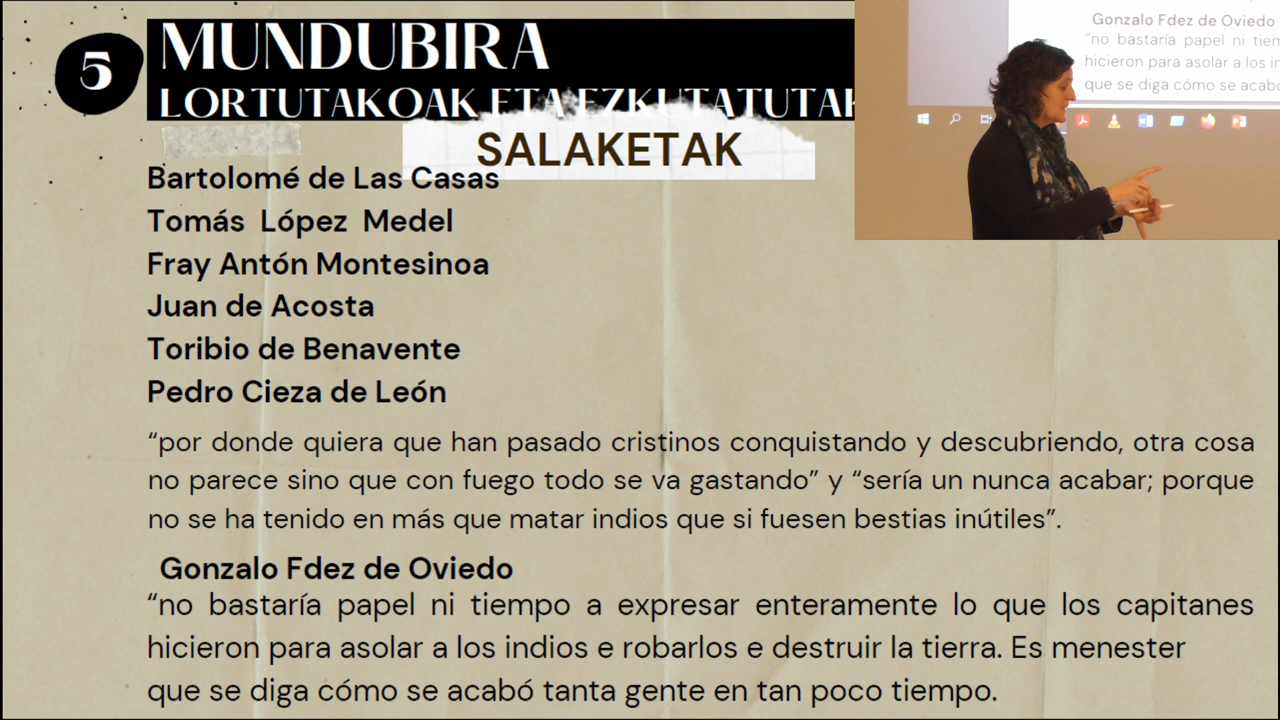 5
MUNDUBIRA
LORTUTAKOAK ETA EZKUTATUTAK
SALAKETAK
Bartolomé de Las Casas
Tomás López Medel
Fray Antón Montesinoa
Juan de Acosta
Toribio de Benavente
Pedro Cieza de León
“por donde quiera que han pasado cristinos conquistando y descubriendo, otra cosa
no parece sino que con fuego todo se va gastando” y “sería un nunca acabar; porque
no se ha tenido en más que matar indios que si fuesen bestias inútiles”.
Gonzalo Fdez de Oviedo
“no bastaría papel ni tiempo a expresar enteramente lo que los capitanes
hicieron para asolar a los indios e robarlos e destruir la tierra. Es menester
que se diga cómo se acabó tanta gente en tan poco tiempo.
Gonzalo Fdez de Oviedo
"no bastaría papel ni tiem
hicieron para asolar a los in
que se diga cómo se acabó